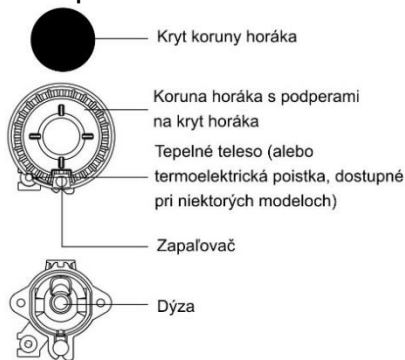 Kryt koruny horáka
Koruna horáka s podperami
na kryt horáka
Tepelné teleso (alebo
termoelektrická poistka, dostupné
pri niektorých modeloch)
Zapaľovač
Dýza